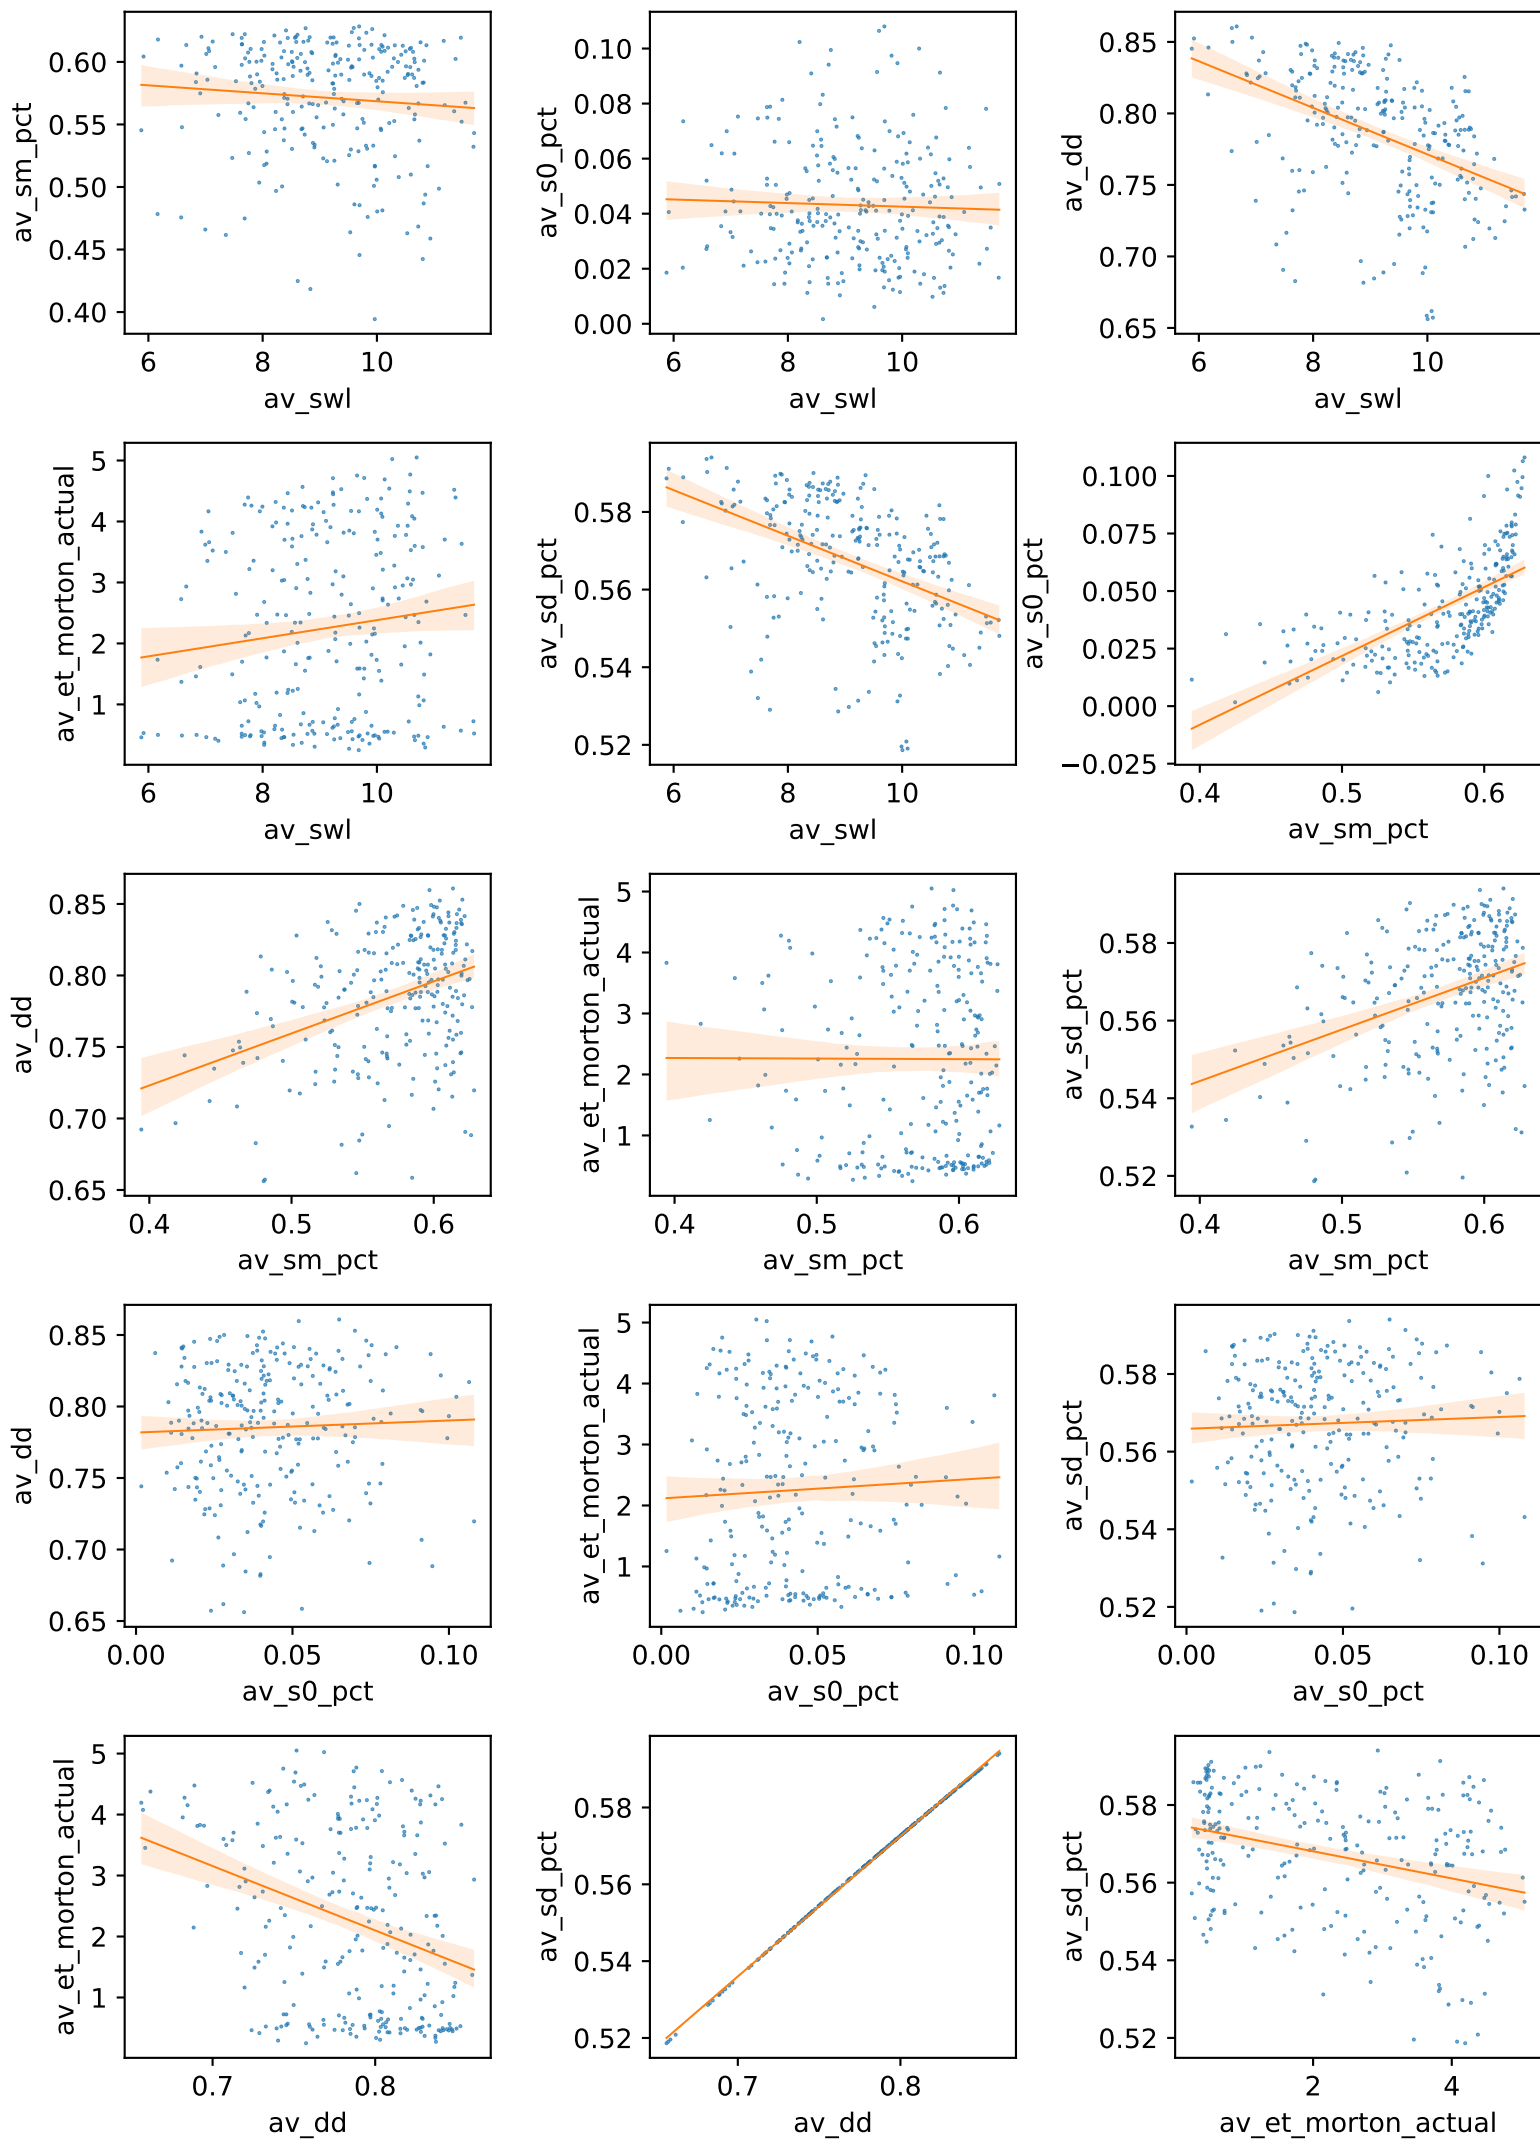 0.60
0.55
0.50
0.45
0.40
av_sm_pct
6 8 10
av_swl
0.10
0.08
0.06
0.04
0.02
0.00
av_s0_pct
6 8 10
av_swl
0.85
0.80
0.75
0.70
0.65
av_dd
6 8 10
av_swl
5
4
3
2
1
av_et_morton_actual
6 8 10
av_swl
0.58
0.56
0.54
0.52
av_sd_pct
6 8 10
av_swl
0.100
0.075
0.050
0.025
0.000
−0.025
av_s0_pct
0.4 0.5 0.6
av_sm_pct
0.85
0.80
0.75
0.70
0.65
av_dd
0.4 0.5 0.6
av_sm_pct
5
4
3
2
1
av_et_morton_actual
0.4 0.5 0.6
av_sm_pct
0.58
0.56
0.54
0.52
av_sd_pct
0.4 0.5 0.6
av_sm_pct
0.85
0.80
0.75
0.70
0.65
av_dd
0.00 0.05 0.10
av_s0_pct
5
4
3
2
1
av_et_morton_actual
0.00 0.05 0.10
av_s0_pct
0.58
0.56
0.54
0.52
av_sd_pct
0.00 0.05 0.10
av_s0_pct
5
4
3
2
1
av_et_morton_actual
0.7 0.8
av_dd
0.58
0.56
0.54
0.52
av_sd_pct
0.7 0.8
av_dd
0.58
0.56
0.54
0.52
av_sd_pct
2 4
av_et_morton_actual